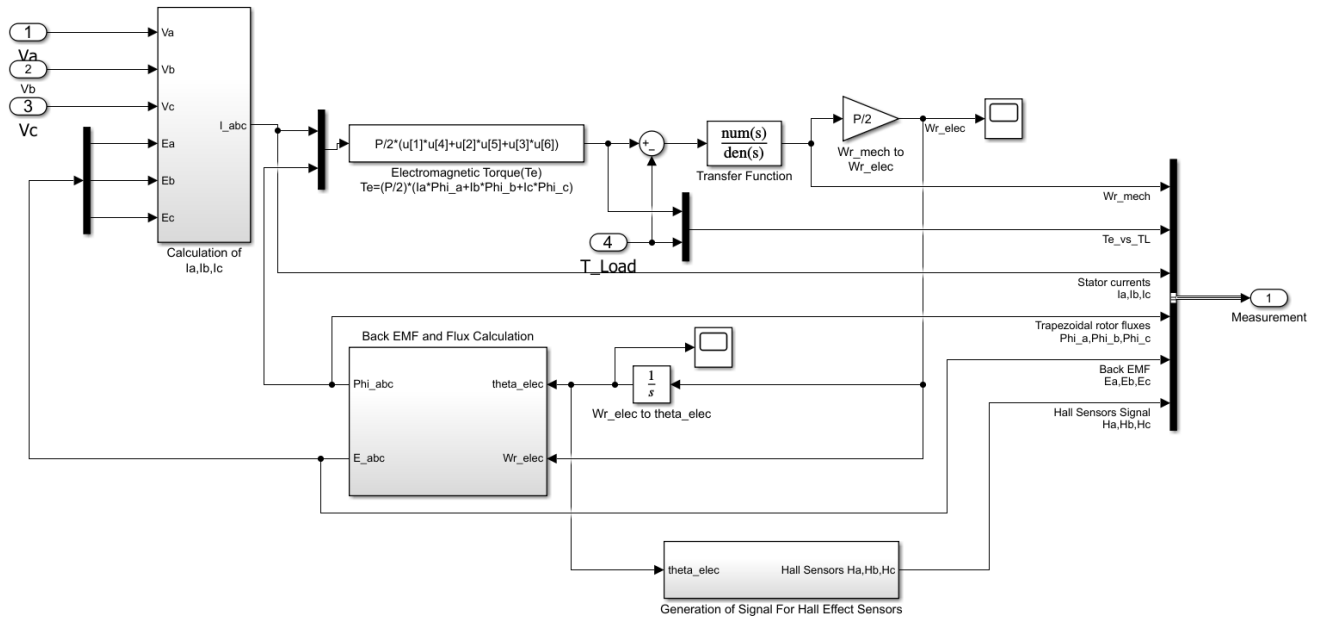 1
Va
2
Vb
3
Vc
Va
Vb
Vc
Ea
Eb
Ec
I_abc
Calculation of
Ia,Ib,Ic
P/2*(u[1]*u[4]+u[2]*u[5]+u[3]*u[6])
Electromagnetic Torque(Te)
Te=(P/2)*(Ia*Phi_a+Ib*Phi_b+Ic*Phi_c)
+
-
num(s)
den(s)
Transfer Function
P/2
Wr_mech to
Wr_elec
Wr_elec
4
T_Load
Wr_mech
Te_vs_TL
Stator currents
Ia,Ib,Ic
Trapezoidal rotor fluxes
Phi_a,Phi_b,Phi_c
Back EMF
Ea,Eb,Ec
Hall Sensors Signal
Ha,Hb,Hc
1
Measurement
Back EMF and Flux Calculation
Phi_abc
theta_elec
E_abc
Wr_elec
1
s
Wr_elec to theta_elec
theta_elec
Hall Sensors Ha,Hb,Hc
Generation of Signal For Hall Effect Sensors